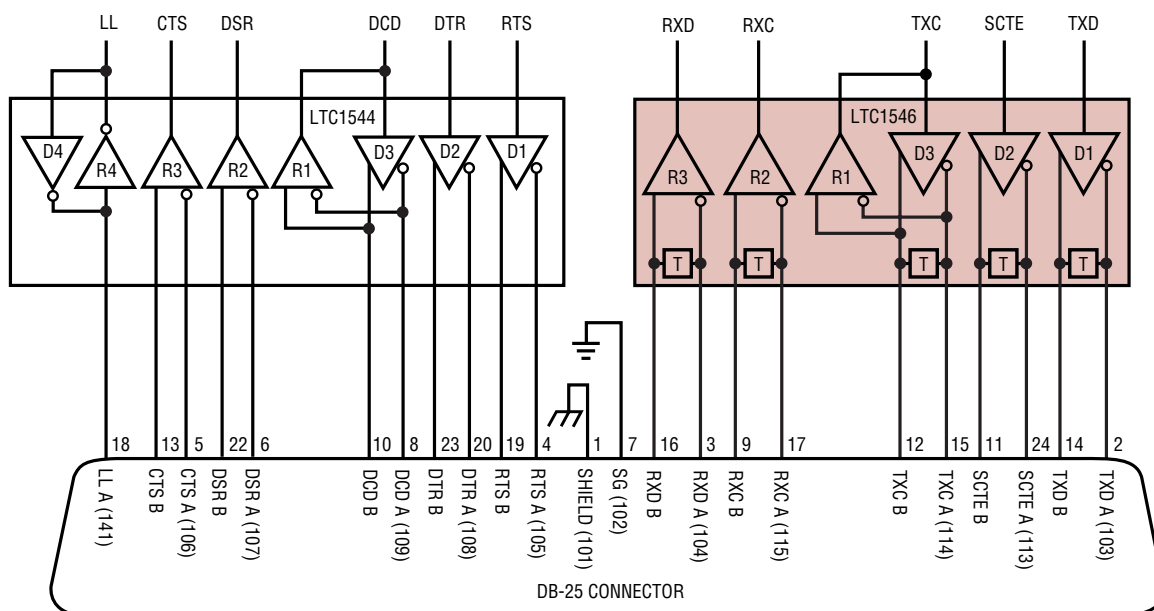 LL CTS DSR DCD DTR RTS RXD RXC TXC SCTE TXD
LTC1544 LTC1546
D4 R4 R3 R2 R1 D3 D2 D1 R3 R2 R1 D3 D2 D1
T T T T T
18 13 5 22 6 10 8 23 20 19 4 1 7 16 3 9 17 12 15 11 24 14 2
LL A (141)
CTS B
CTS A (106)
DSR B
DSR A (107)
DCD B
DCD A (109)
DTR B
DTR A (108)
RTS B
RTS A (105)
SHIELD (101)
SG (102)
RXD B
RXD A (104)
RXC B
RXC A (115)
TXC B
TXC A (114)
SCTE B
SCTE A (113)
TXD B
TXD A (103)
DB-25 CONNECTOR